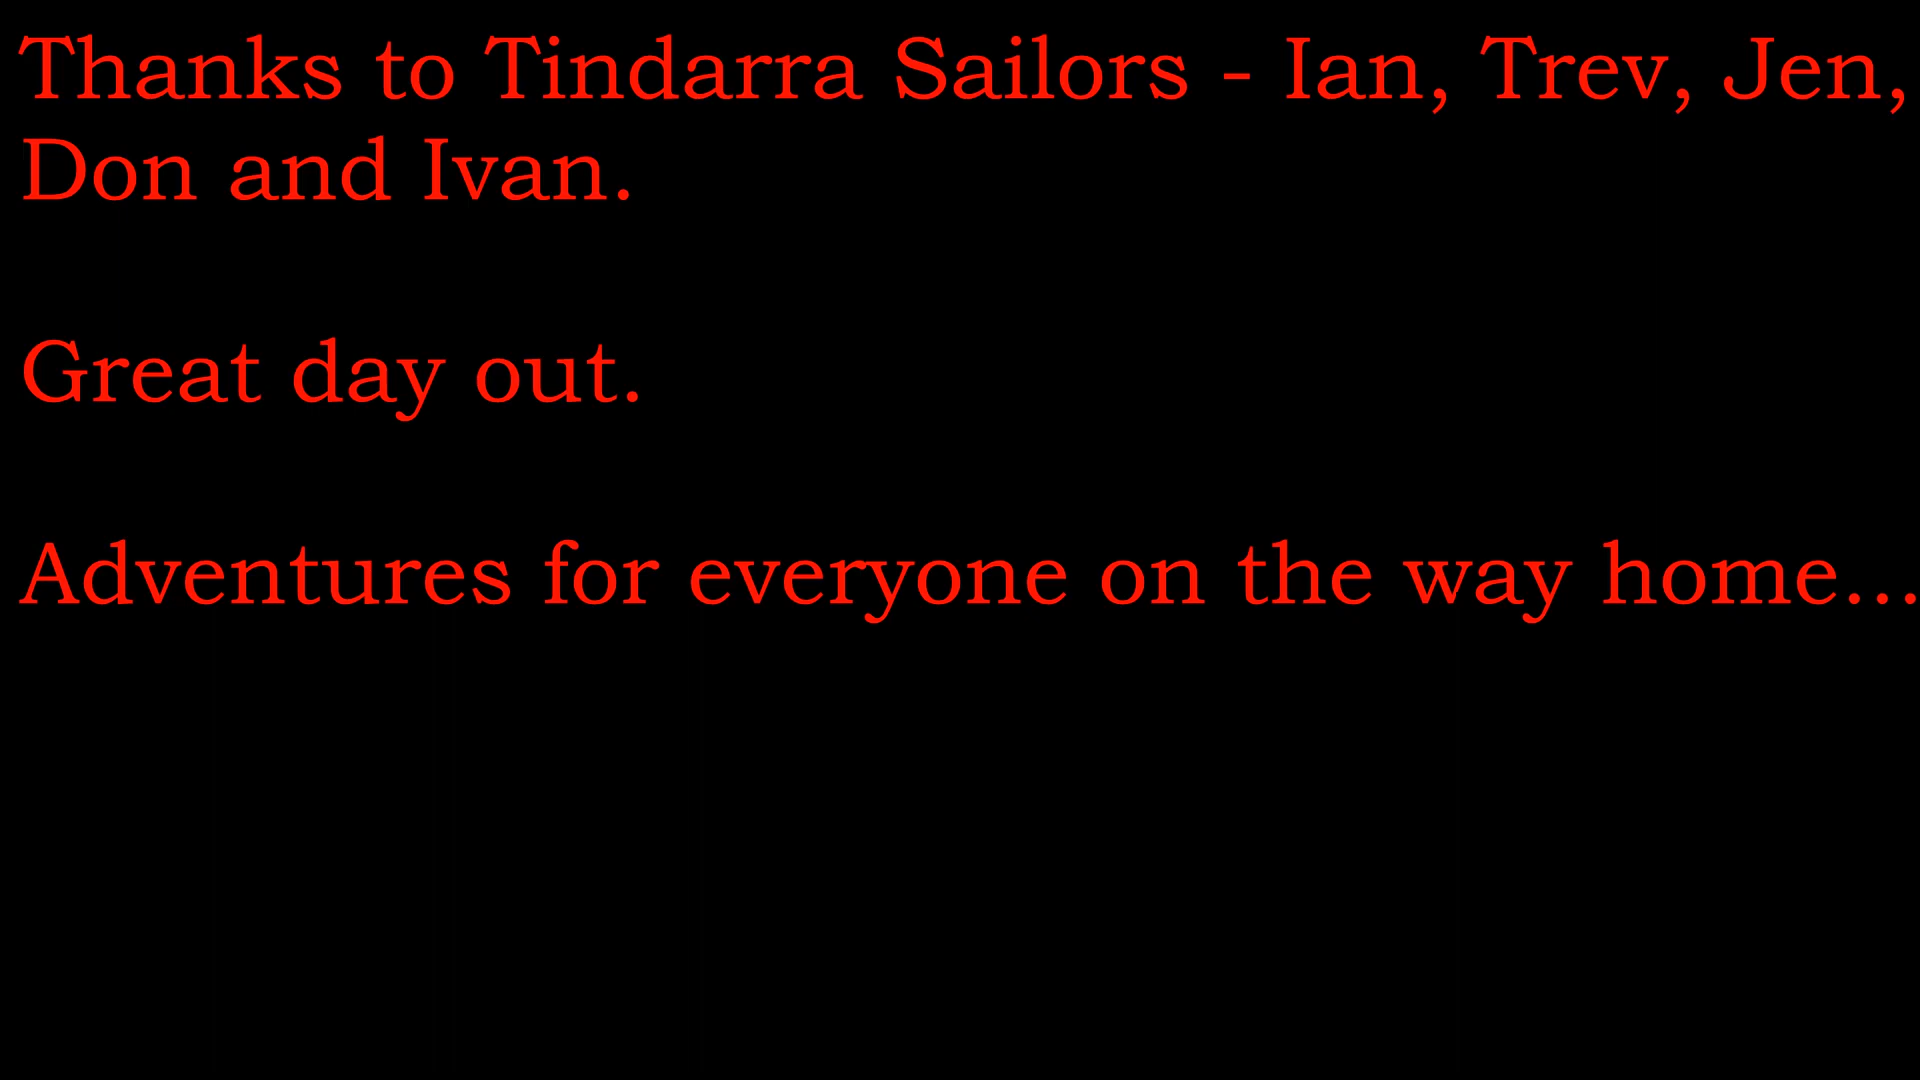 Thanks to Tindarra Sailors - Ian, Trev, Jen,
Don and Ivan.
Great day out.
Adventures for everyone on the way home...